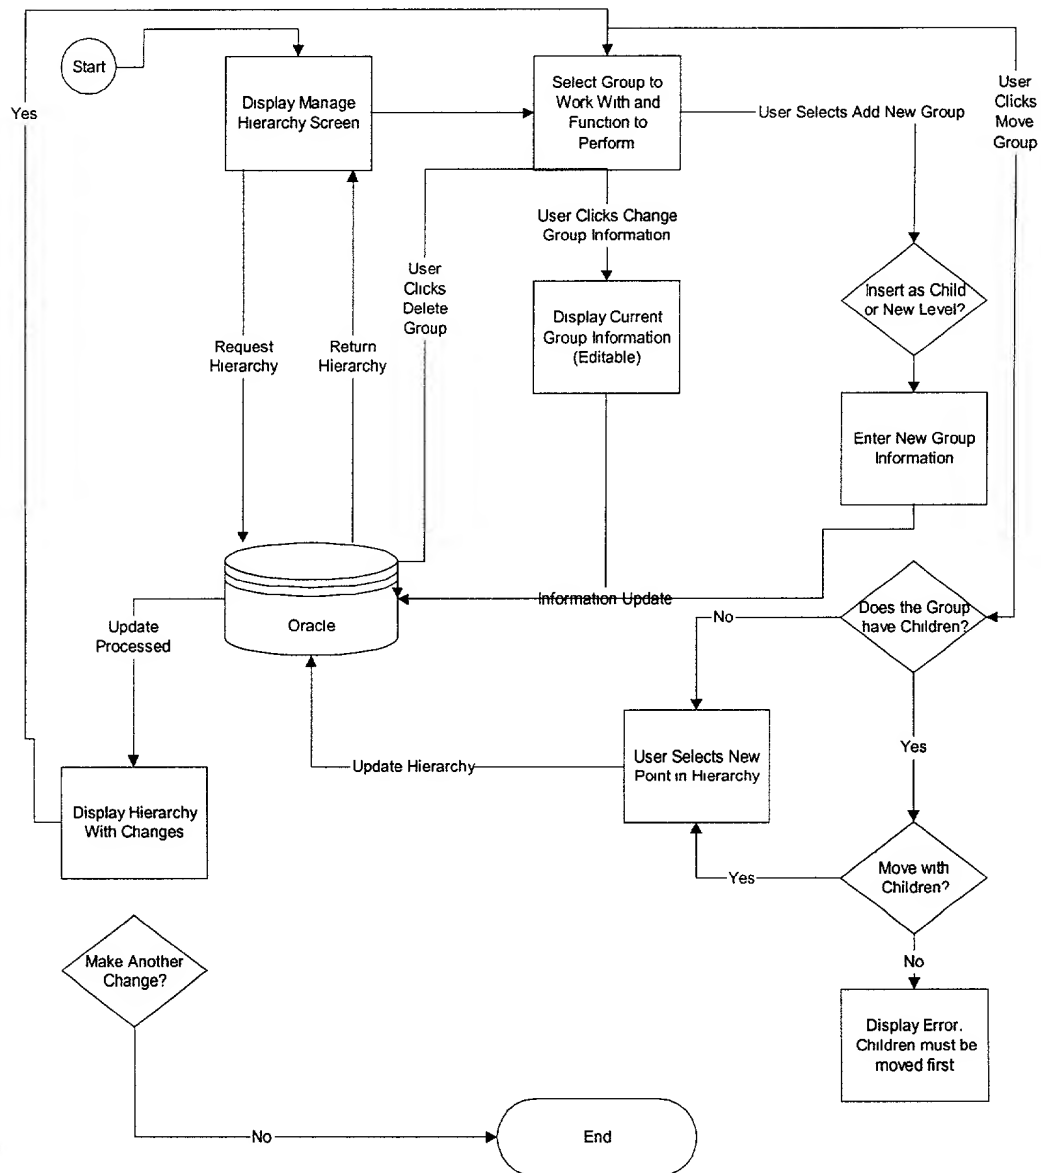 Start
Yes
Display Manage
Hierarchy Screen
Select Group to
Work With and
Function to
Perform
User Selects Add New Group
User
Clicks
Move
Group
User Clicks Change
Group Information
User
Clicks
Delete
Group
Insert as Child
or New Level?
Display Current
Group Information
(Editable)
Request
Hierarchy
Return
Hierarchy
Enter New Group
Information
Information Update
Oracle
Update
Processed
No
Does the Group
have Children?
Yes
Update Hierarchy
User Selects New
Point in Hierarchy
Display Hierarchy
With Changes
Yes
Move with
Children?
Make Another
Change?
No
Display Error.
Children must be
moved first
No
End